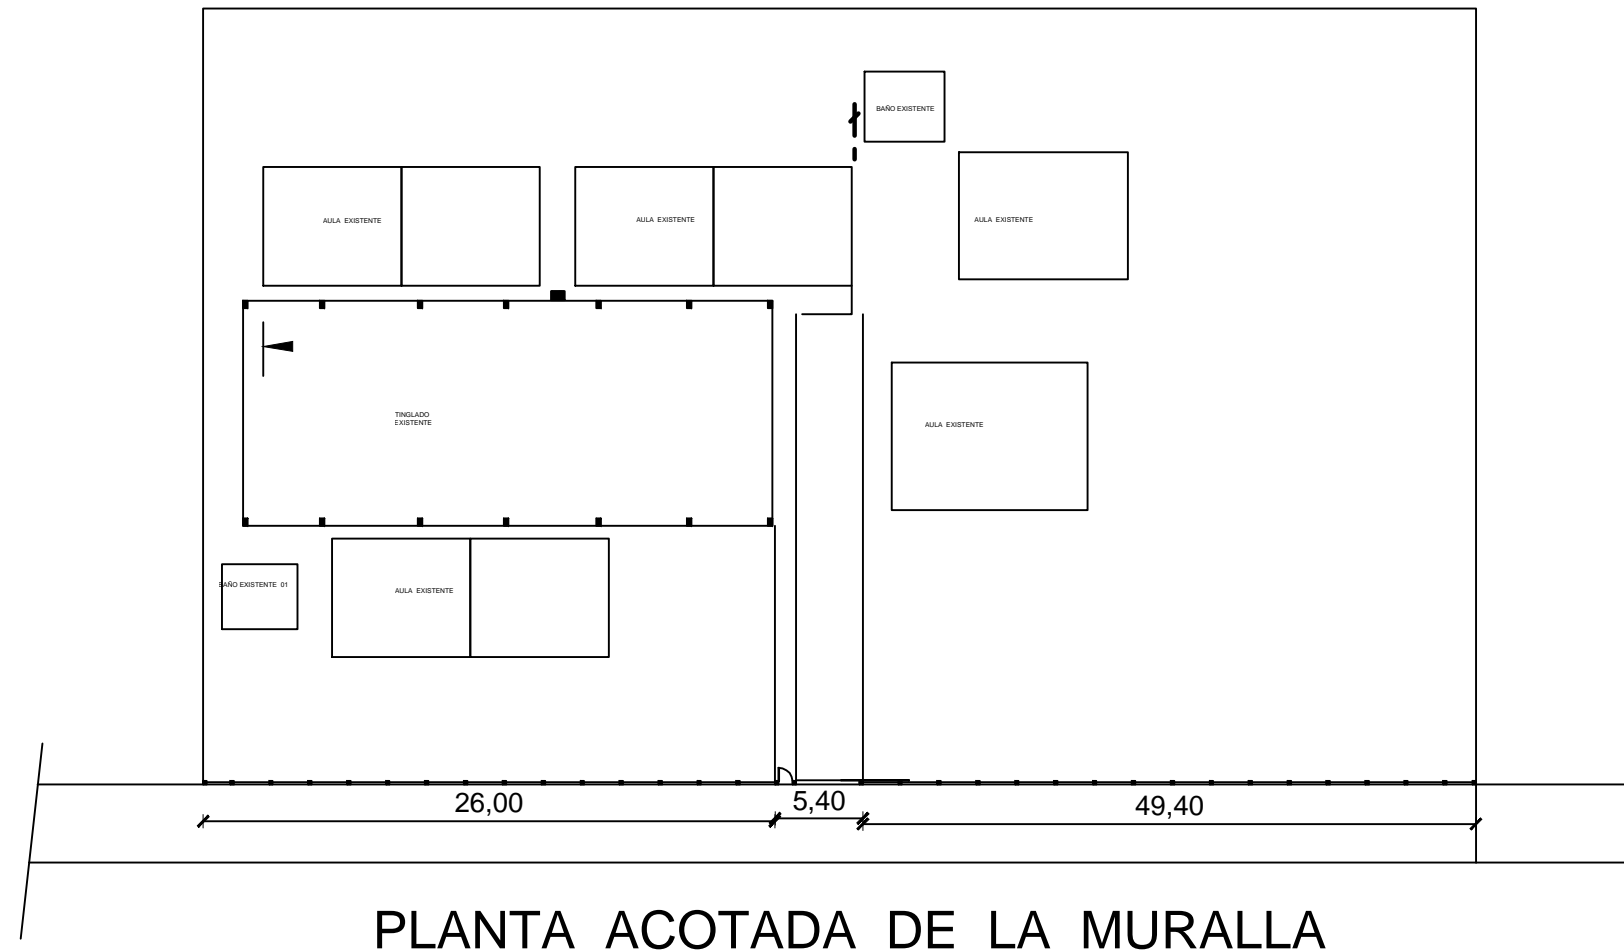 BAÑO EXISTENTE
AULA EXISTENTE
AULA EXISTENTE
AULA EXISTENTE
TINGLADO
EXISTENTE
AULA EXISTENTE
BAÑO EXISTENTE 01
AULA EXISTENTE
26,00
5,40
49,40
PLANTA ACOTADA DE LA MURALLA